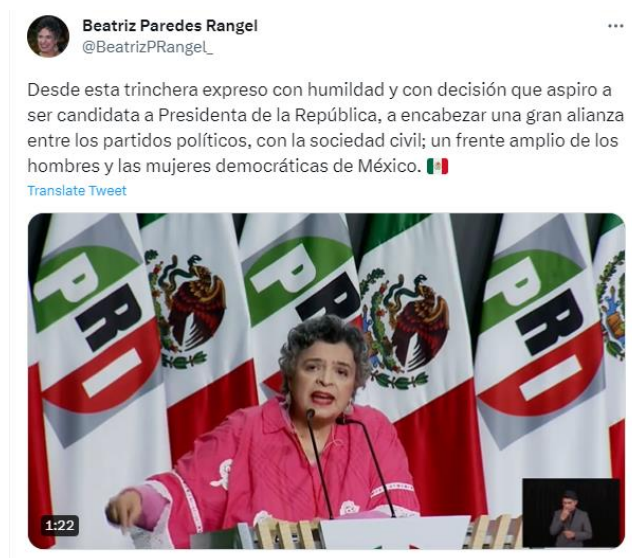 Beatriz Paredes Rangel
@BeatrizPRangel_
Desde esta trinchera expreso con humildad y con decisión que aspiro a
ser candidata a Presidenta de la República, a encabezar una gran alianza
entre los partidos políticos, con la sociedad civil; un frente amplio de los
hombres y las mujeres democráticas de México. 🇲🇽
Translate Tweet
PRI
PRI
PRI
1:22